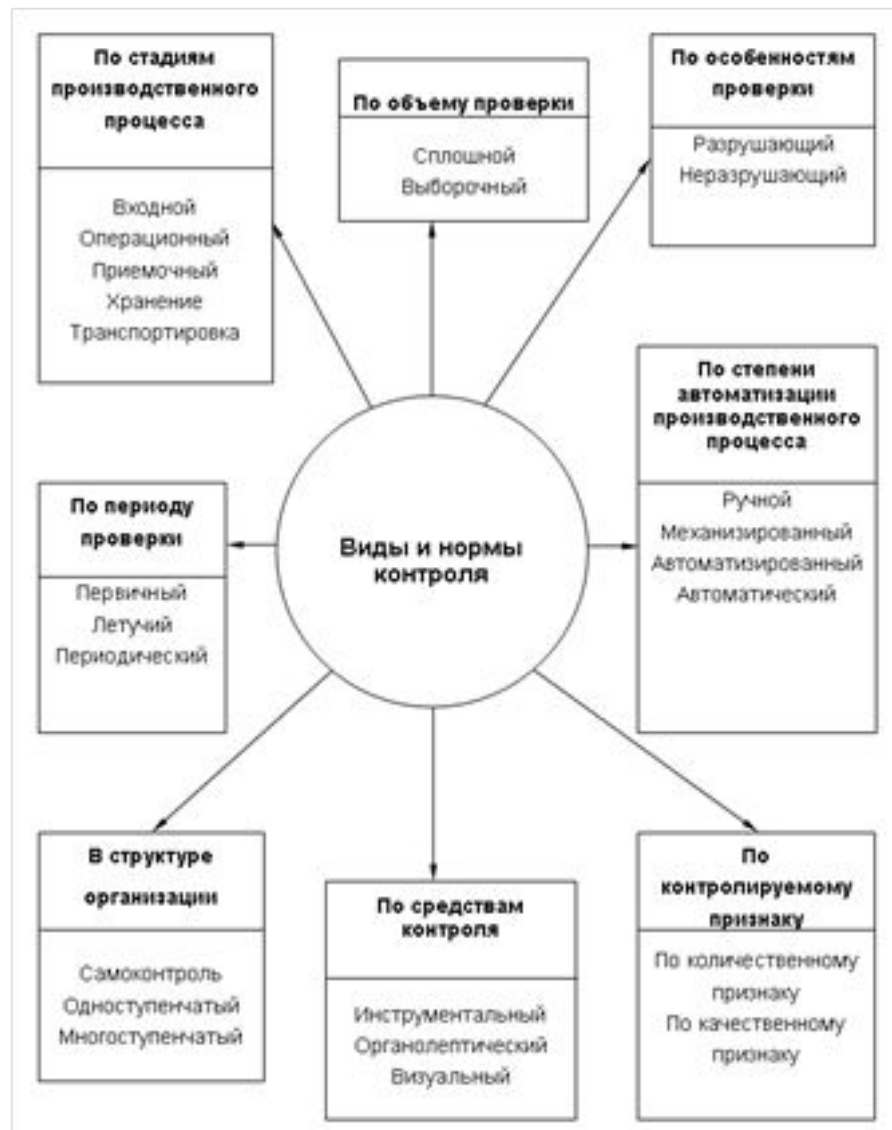 По стадиям
производственного
процесса
Входной
Операционный
Приемочный
Хранение
Транспортировка
По объему проверки
Сплошной
Выборочный
По особенностям
проверки
Разрушающий
Неразрушающий
По степени
автоматизации
производственного
процесса
Ручной
Механизированный
Автоматизированный
Автоматический
По периоду
проверки
Первичный
Летучий
Периодический
Виды и нормы
контроля
В структуре
организации
Самоконтроль
Одноступенчатый
Многоступенчатый
По средствам
контроля
Инструментальный
Органолептический
Визуальный
По
контролируемому
признаку
По количественному
признаку
По качественному
признаку